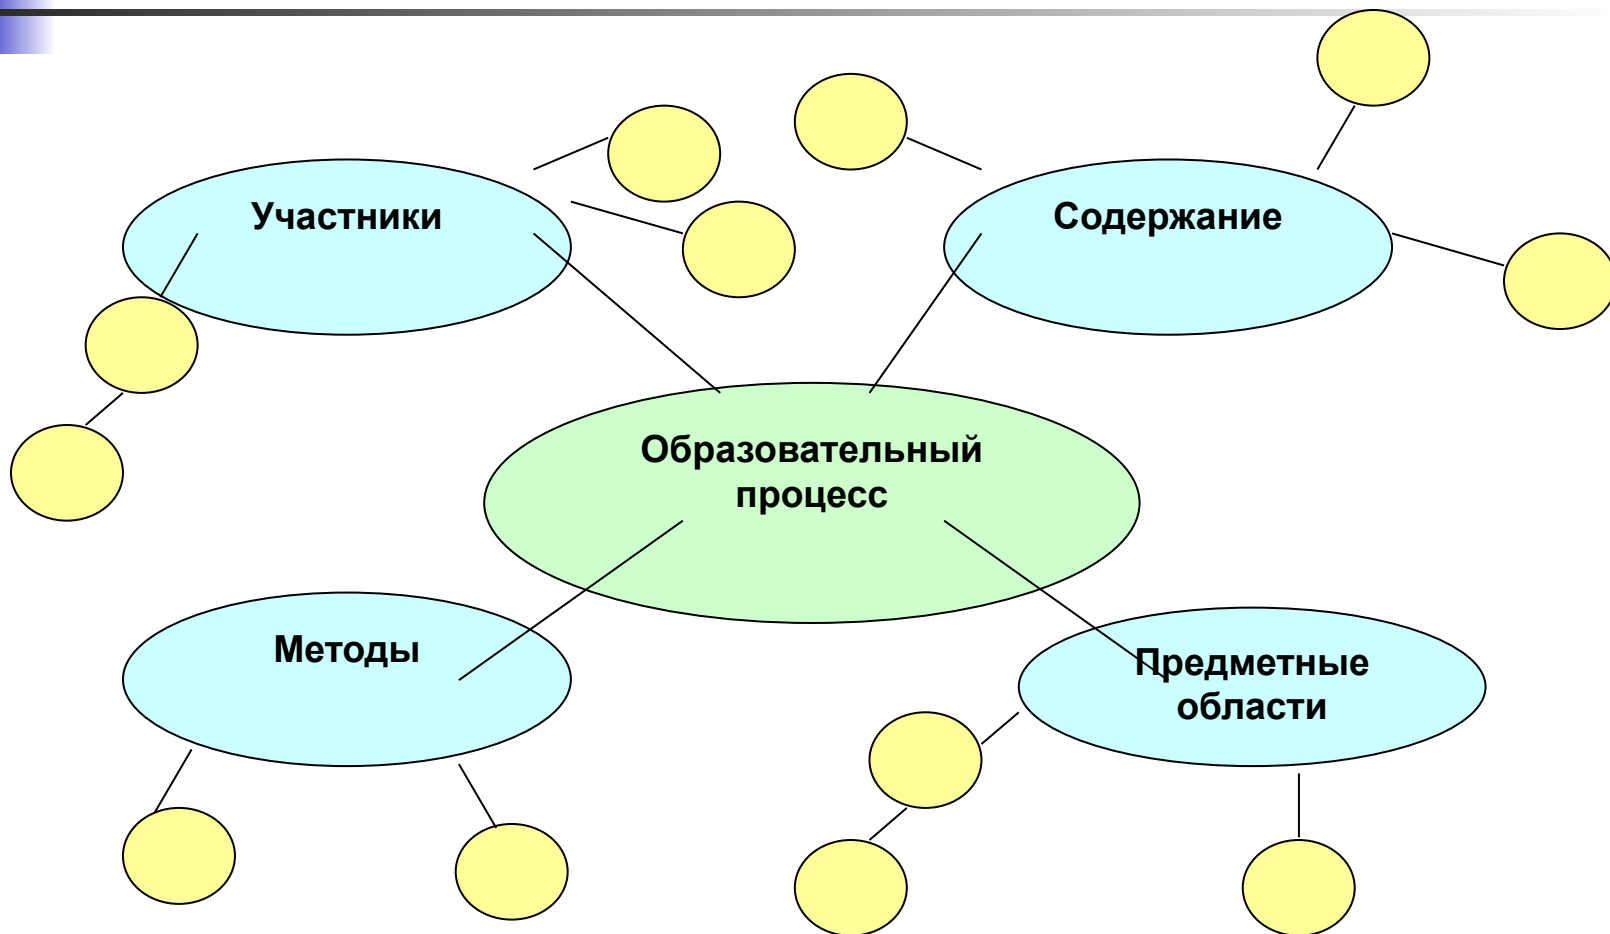 Участники
Содержание
Образовательный
процесс
Методы
Предметные
области